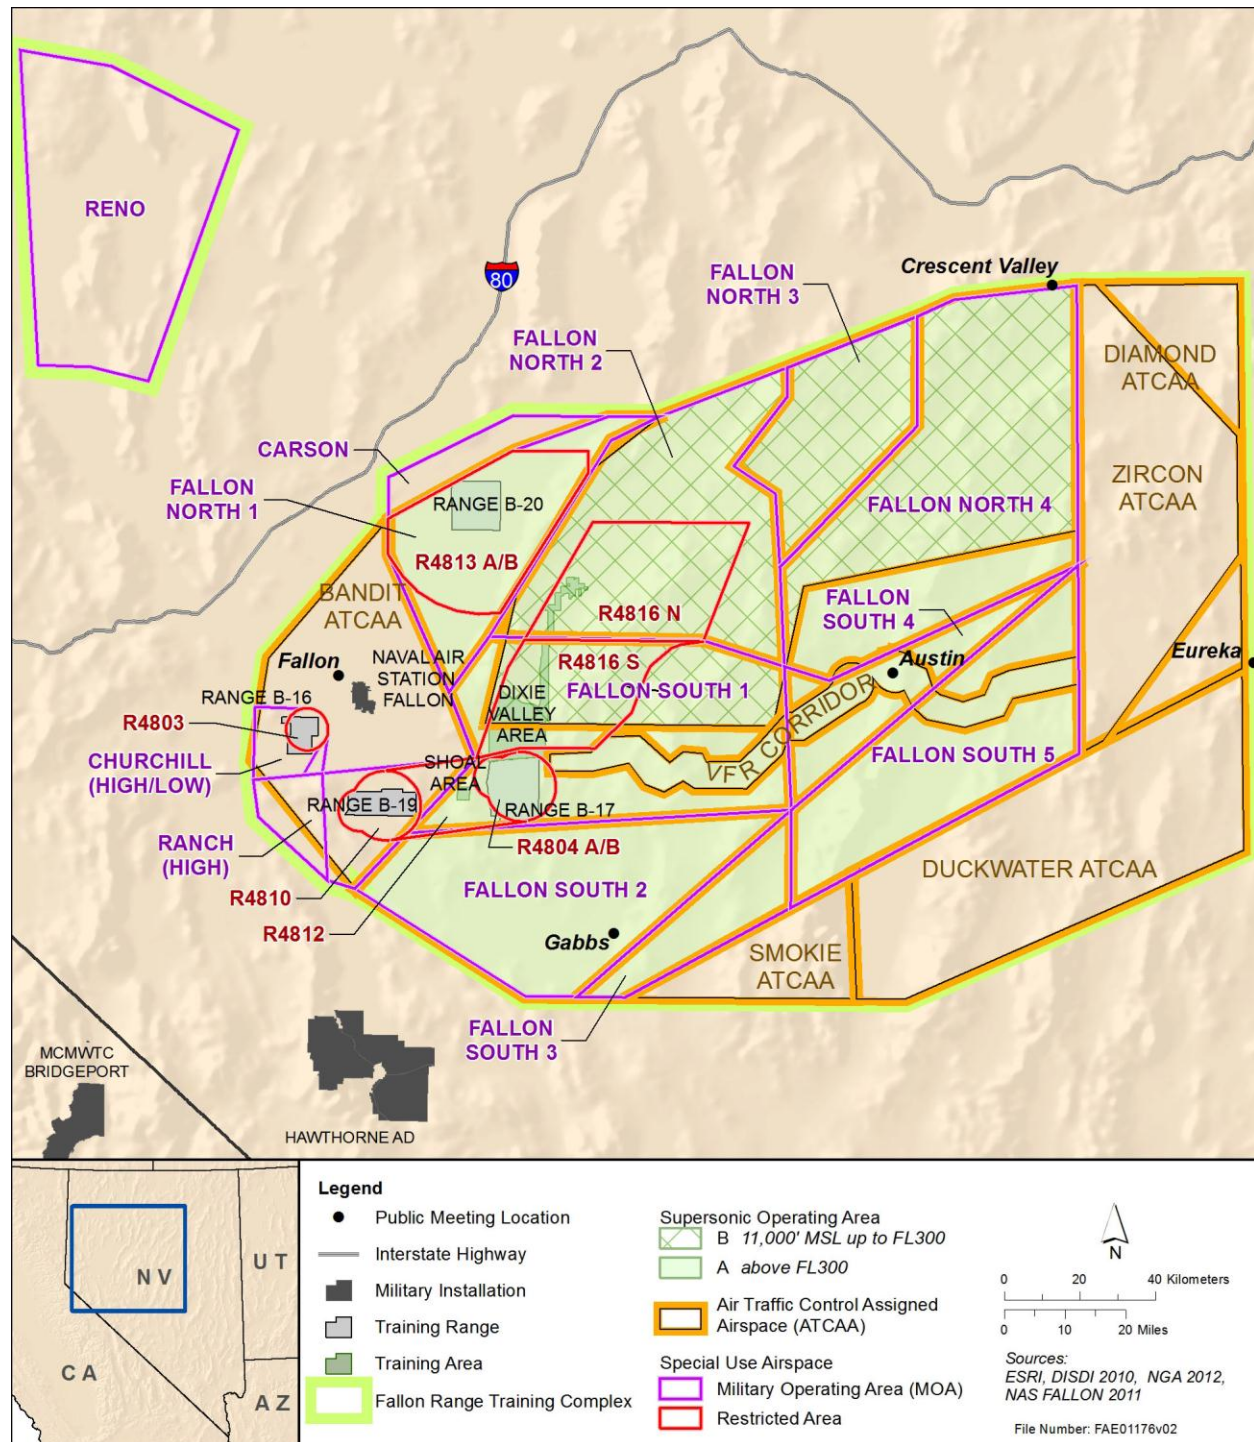 RENO
80
Crescent Valley
FALLON
NORTH 3
FALLON
NORTH 2
DIAMOND
ATCAA
CARSON
FALLON
NORTH 1
RANGE B-20
ZIRCON
ATCAA
FALLON NORTH 4
R4813 A/B
BANDIT
ATCAA
R4816 N
FALLON
SOUTH 4
Fallon
NAVAL AIR
STATION
FALLON
R4816 S
Austin
Eureka
RANGE B-16
DIXIE
VALLEY
AREA
FALLON SOUTH 1
R4803
VFR CORRIDOR
CHURCHILL
(HIGH/LOW)
SHOAL
AREA
FALLON SOUTH 5
RANGE B-19
RANGE B-17
RANCH
(HIGH)
R4804 A/B
R4810
FALLON SOUTH 2
DUCKWATER ATCAA
R4812
Gabbs
SMOKIE
ATCAA
FALLON
SOUTH 3
MCMWTC
BRIDGEPORT
HAWTHORNE AD
NV
UT
CA
AZ
Legend
Public Meeting Location
Interstate Highway
Military Installation
Training Range
Training Area
Fallon Range Training Complex
Supersonic Operating Area
B 11,000' MSL up to FL300
A above FL300
Air Traffic Control Assigned
Airspace (ATCAA)
Special Use Airspace
Military Operating Area (MOA)
Restricted Area
N
0 20 40 Kilometers
0 10 20 Miles
Sources:
ESRI, DISDI 2010, NGA 2012,
NAS FALLON 2011
File Number: FAE01176v02